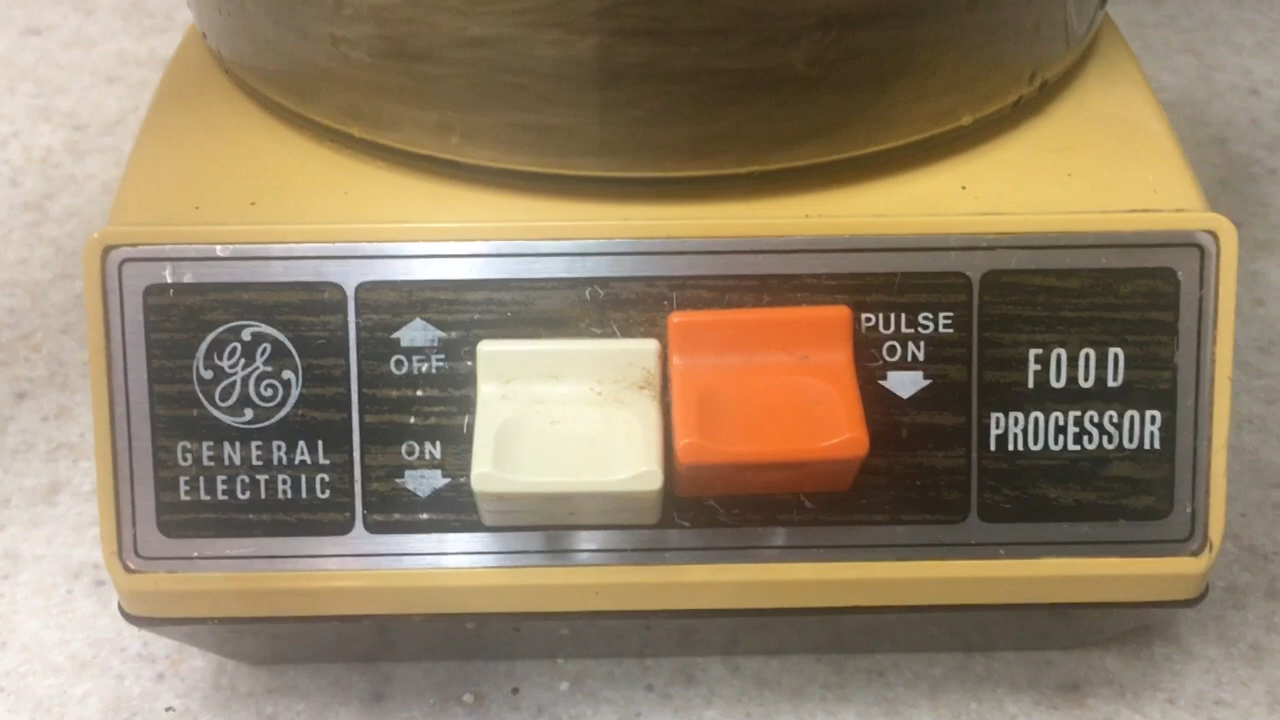 GE
GENERAL
ELECTRIC
OFF
ON
PULSE
ON
FOOD
PROCESSOR